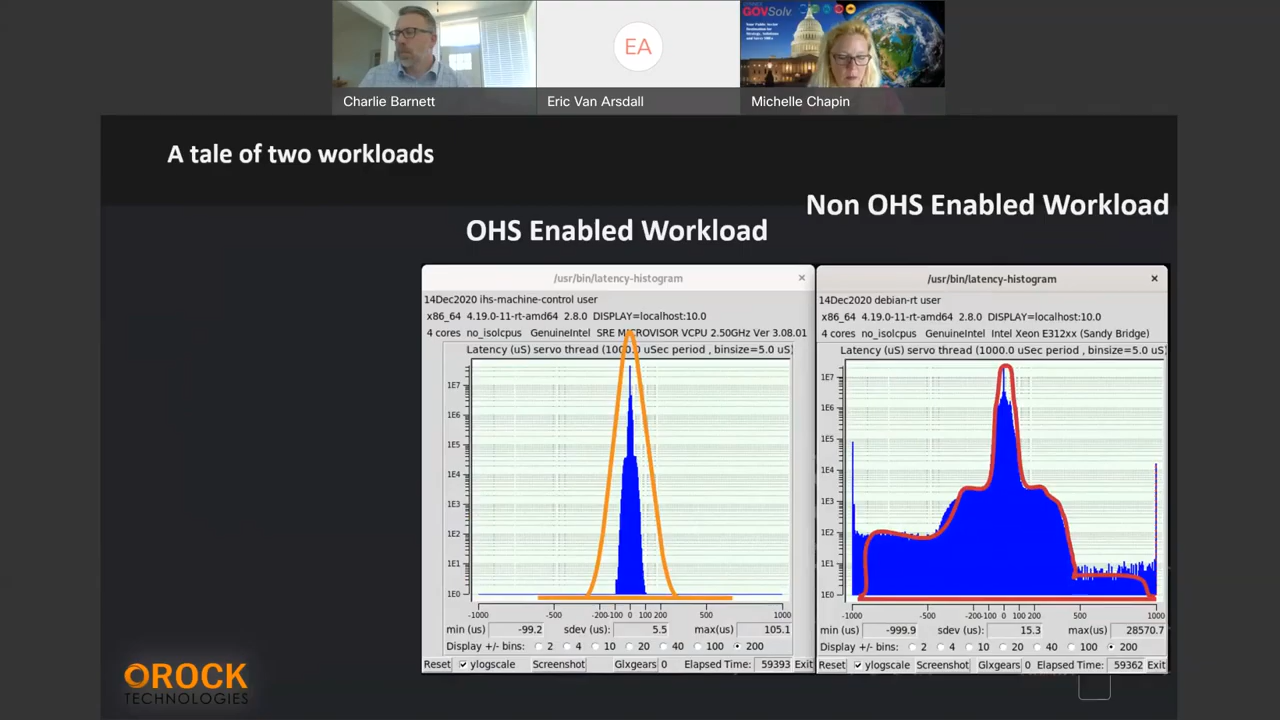 GOVSolv
EA
Charlie Barnett
Eric Van Arsdall
Michelle Chapin
A tale of two workloads
OHS Enabled Workload
Non OHS Enabled Workload
/usr/bin/latency-histogram ×
14Dec2020 ihs-machine-control user
x86_64 4.19.0-11-rt-amd64 2.8.0 DISPLAY=localhost:10.0
4 cores no_isolcpus GenuineIntel SRE MICROVISOR VCPU 2.50GHz Ver 3.08.01
Latency (uS) servo thread (1000.0 uSec period , binsize=5.0 uS)
1E7
1E6
1E5
1E4
1E3
1E2
1E1
1E0
-1000 -500 -200 -100 0 100 200 500 1000
min (us) -99.2 sdev (us): 5.5 max(us) 105.1
Display +/- bins: 2 4 10 20 40 100 200
Reset ylogscale Screenshot Glxgears 0 Elapsed Time: 59393 Exit
/usr/bin/latency-histogram ×
14Dec2020 debian-rt user
x86_64 4.19.0-11-rt-amd64 2.8.0 DISPLAY=localhost:10.0
4 cores no_isolcpus GenuineIntel Intel Xeon E312xx (Sandy Bridge)
Latency (uS) servo thread (1000.0 uSec period , binsize=5.0 uS
1E7
1E6
1E5
1E4
1E3
1E2
1E1
1E0
-1000 -500 -200 -100 0 100 200 500 1000
min (us) -999.9 sdev (us): 15.3 max(us) 28570.7
Display +/- bins: 2 4 10 20 40 100 200
Reset ylogscale Screenshot Glxgears 0 Elapsed Time: 59362 Exit
OROCK
TECHNOLOGIES